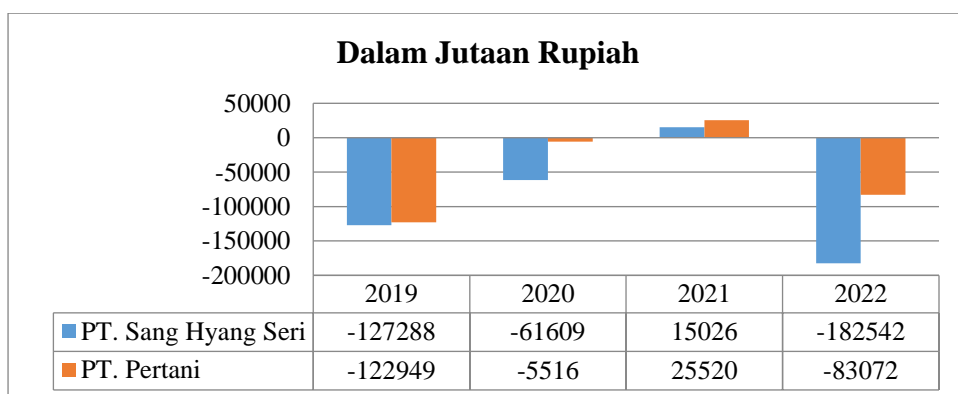 Dalam Jutaan Rupiah
50000
0
-50000
-100000
-150000
-200000
2019 2020 2021 2022
PT. Sang Hyang Seri -127288 -61609 15026 -182542
PT. Pertani -122949 -5516 25520 -83072